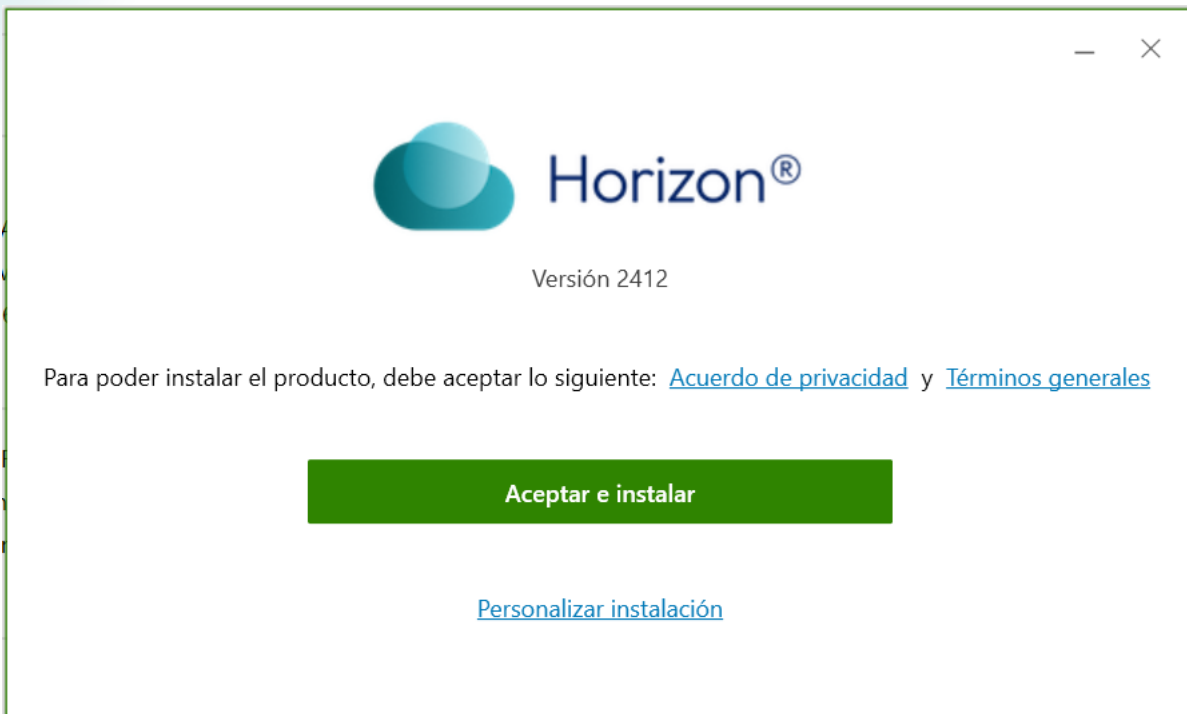 Horizon®
Versión 2412
Para poder instalar el producto, debe aceptar lo siguiente: Acuerdo de privacidad y Términos generales
Aceptar e instalar
Personalizar instalación